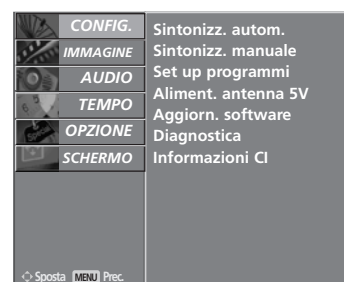 CONFIG.
IMMAGINE
AUDIO
TEMPO
OPZIONE
SCHERMO
Sintonizz. autom.
Sintonizz. manuale
Set up programmi
Aliment. antenna 5V
Aggiorn. software
Diagnostica
Informazioni CI
Sposta MENU Prec.